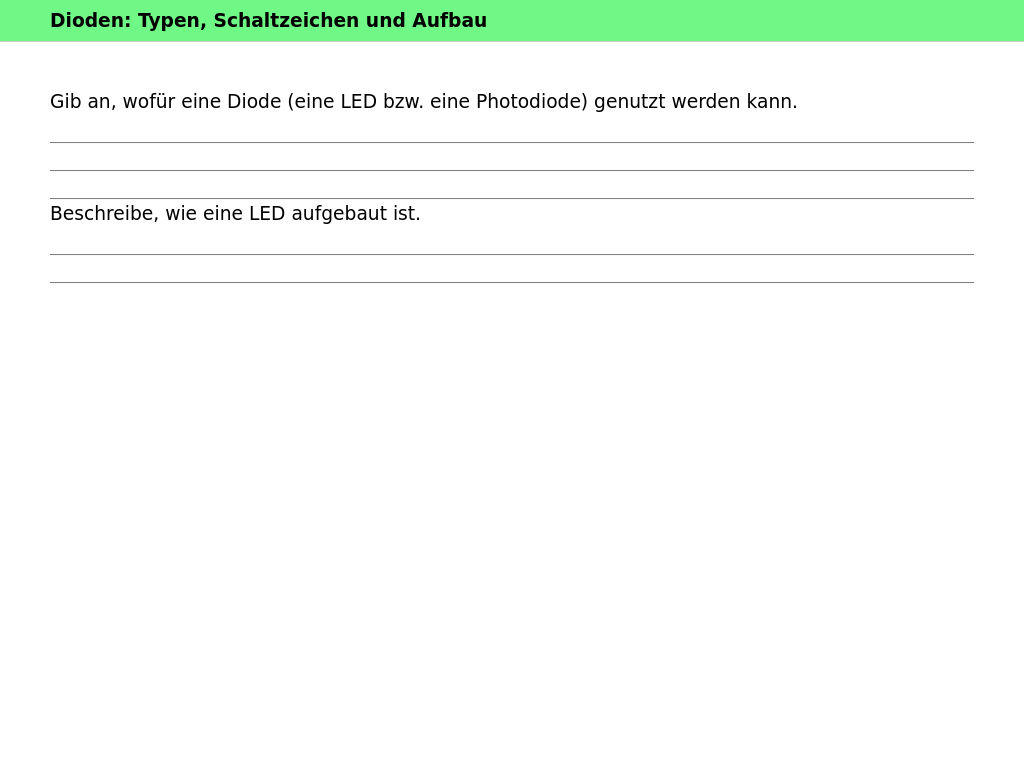 Dioden: Typen, Schaltzeichen und Aufbau
Gib an, wofür eine Diode (eine LED bzw. eine Photodiode) genutzt werden kann.
Beschreibe, wie eine LED aufgebaut ist.